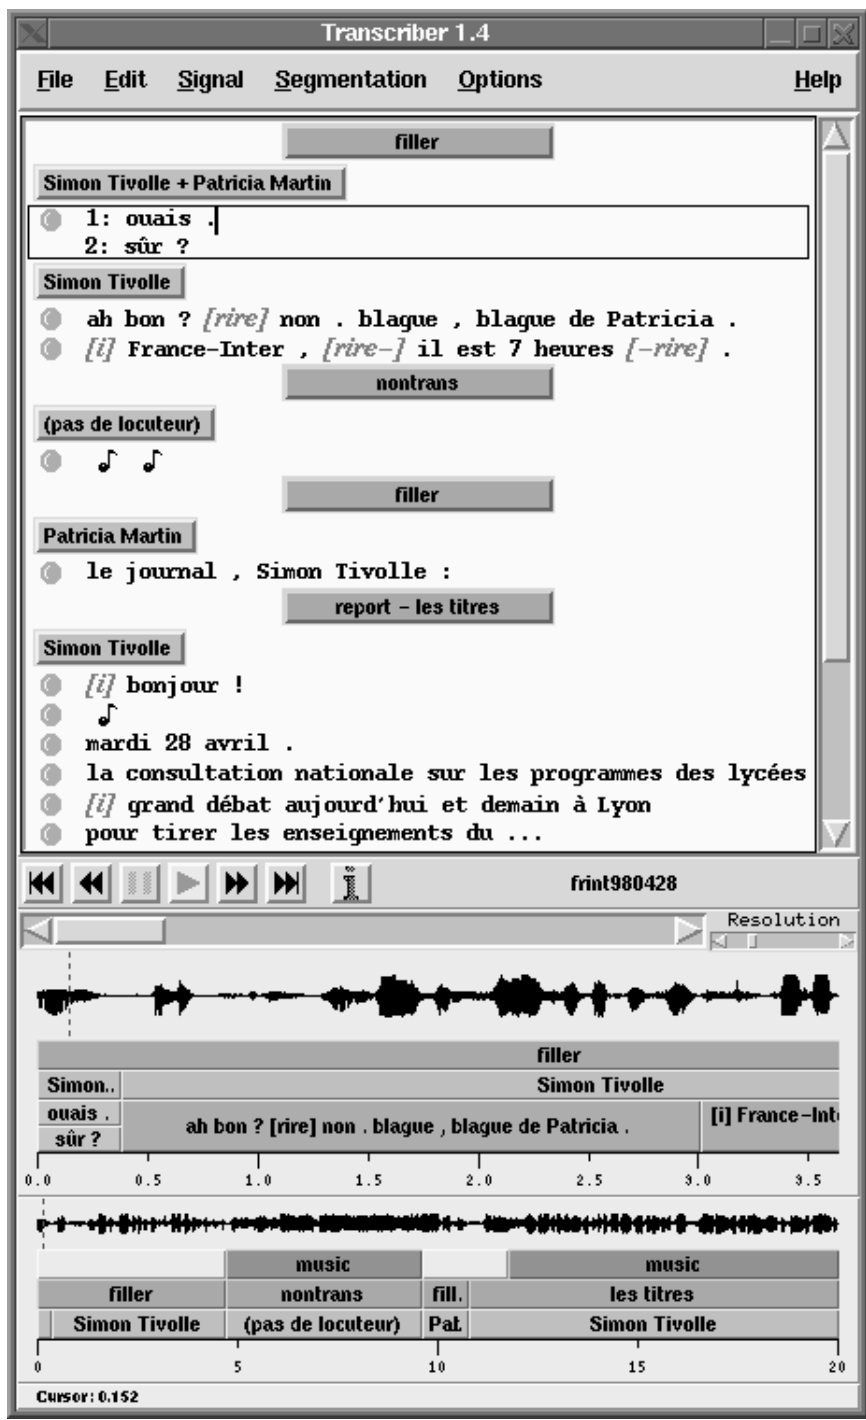 Transcriber 1.4
File Edit Signal Segmentation Options Help
filler
Simon Tivolle + Patricia Martin
1: ouais .
2: sûr ?
Simon Tivolle
ah bon ? [rire] non . blague , blague de Patricia .
[i] France-Inter , [rire-] il est 7 heures [-rire] .
nontrans
(pas de locuteur)
♪ ♪
filler
Patricia Martin
le journal , Simon Tivolle :
report - les titres
Simon Tivolle
[i] bonjour !
♪
mardi 28 avril .
la consultation nationale sur les programmes des lycées
[i] grand débat aujourd'hui et demain à Lyon
pour tirer les enseignements du ...
i frint980428
Resolution
filler
Simon.. Simon Tivolle
ouais .
sûr ?
ah bon ? [rire] non . blague , blague de Patricia .
[i] France-Int
0.0 0.5 1.0 1.5 2.0 2.5 3.0 3.5
music music
filler nontrans fill. les titres
Simon Tivolle (pas de locuteur) Pat. Simon Tivolle
0 5 10 15 20
Cursor: 0.152